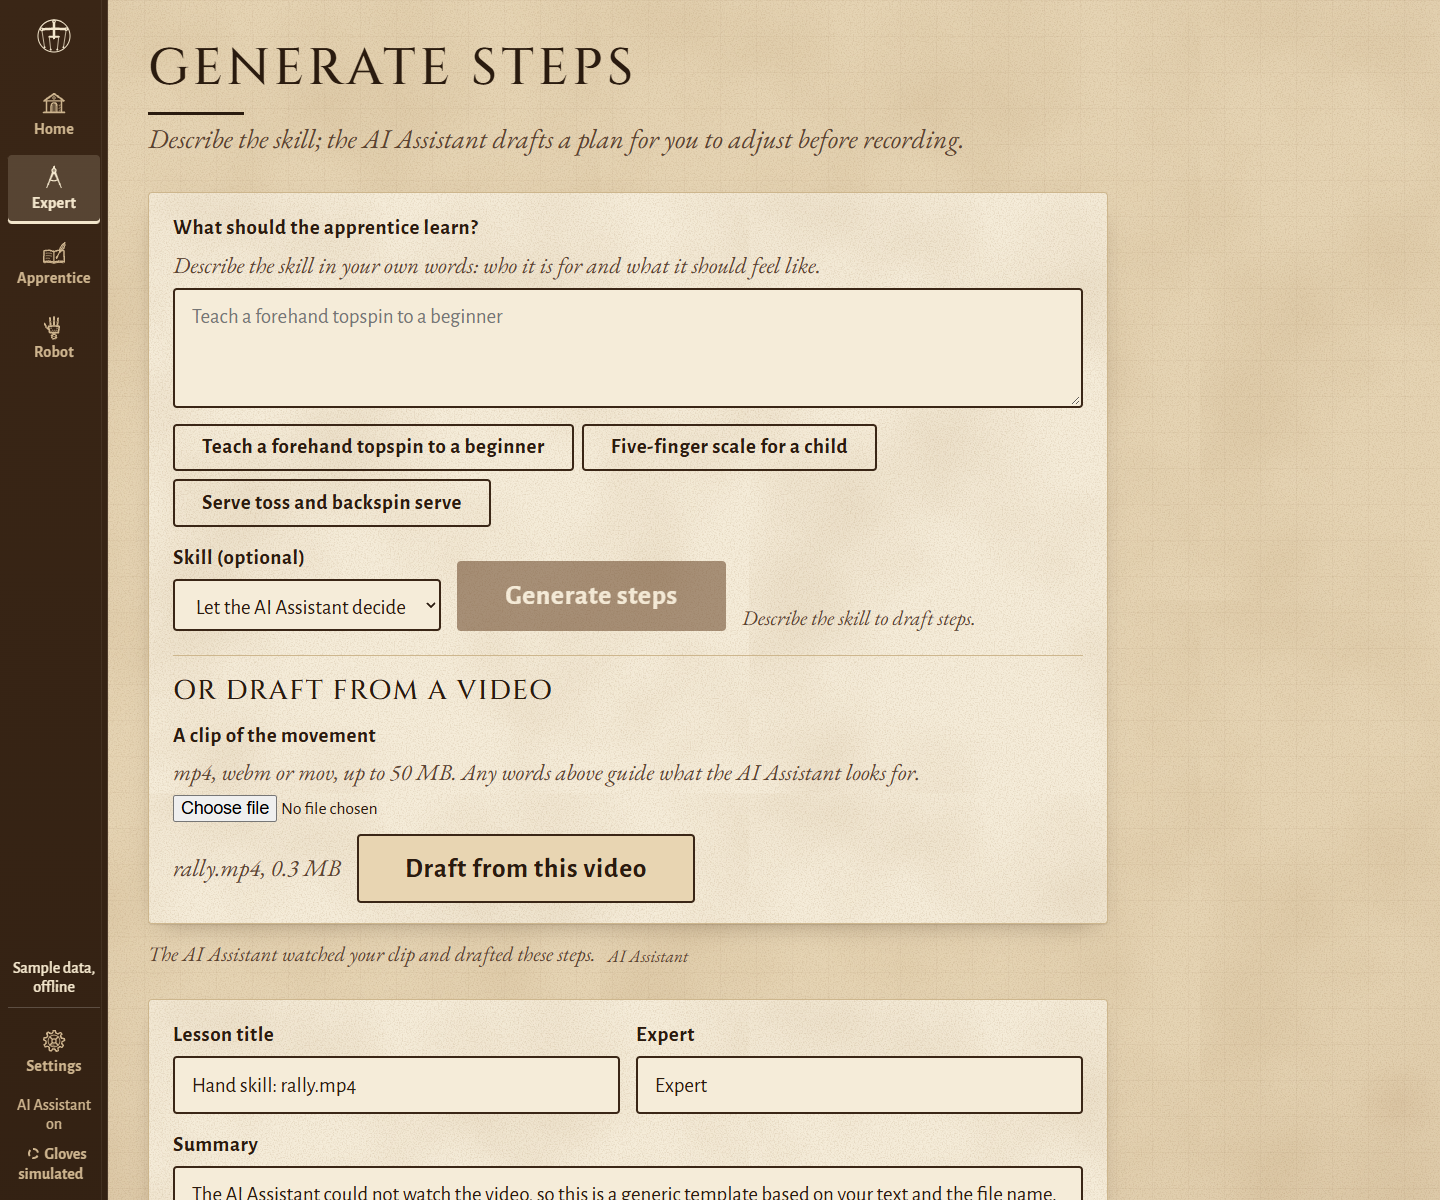 Home
Expert
Apprentice
Robot
Sample data,
offline
Settings
AI Assistant
on
Gloves
simulated
GENERATE STEPS
Describe the skill; the AI Assistant drafts a plan for you to adjust before recording.
What should the apprentice learn?
Describe the skill in your own words: who it is for and what it should feel like.
Teach a forehand topspin to a beginner
Teach a forehand topspin to a beginner
Five-finger scale for a child
Serve toss and backspin serve
Skill (optional)
Let the AI Assistant decide
Generate steps
Describe the skill to draft steps.
OR DRAFT FROM A VIDEO
A clip of the movement
mp4, webm or mov, up to 50 MB. Any words above guide what the AI Assistant looks for.
Choose file No file chosen
rally.mp4, 0.3 MB
Draft from this video
The AI Assistant watched your clip and drafted these steps. AI Assistant
Lesson title
Expert
Hand skill: rally.mp4
Expert
Summary
The AI Assistant could not watch the video, so this is a generic template based on your text and the file name.